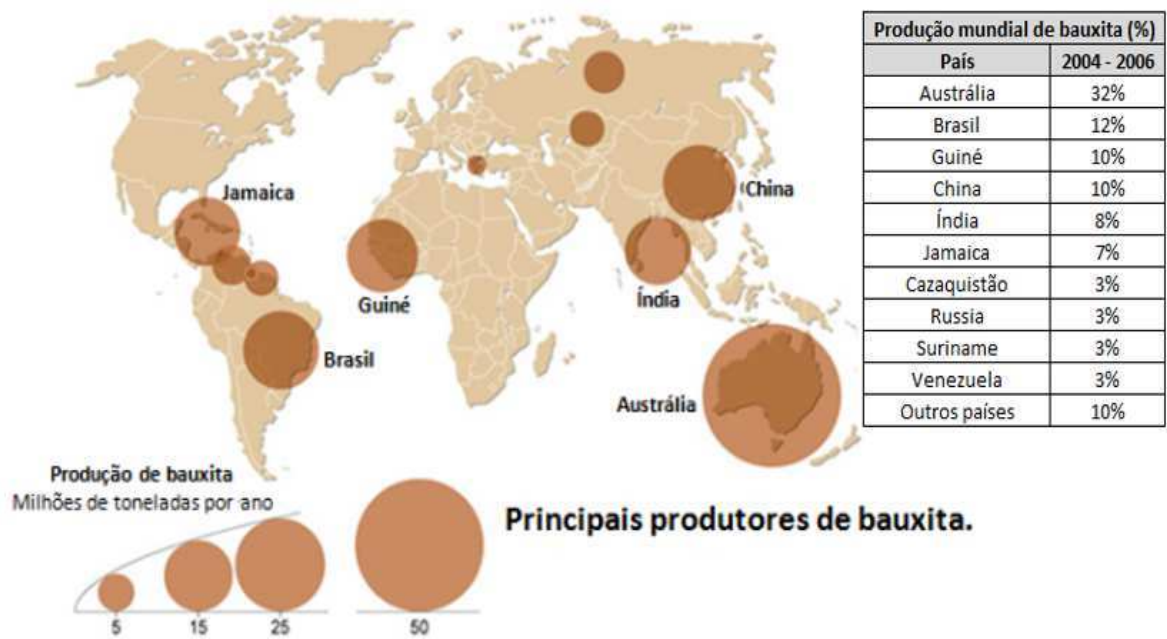 Produção mundial de bauxita (%)
País 2004 - 2006
Austrália 32%
Brasil 12%
Guiné 10%
China 10%
Índia 8%
Jamaica 7%
Cazaquistão 3%
Russia 3%
Suriname 3%
Venezuela 3%
Outros países 10%
Jamaica
China
Guiné
Índia
Brasil
Austrália
Produção de bauxita
Milhões de toneladas por ano
5 15 25 50
Principais produtores de bauxita.